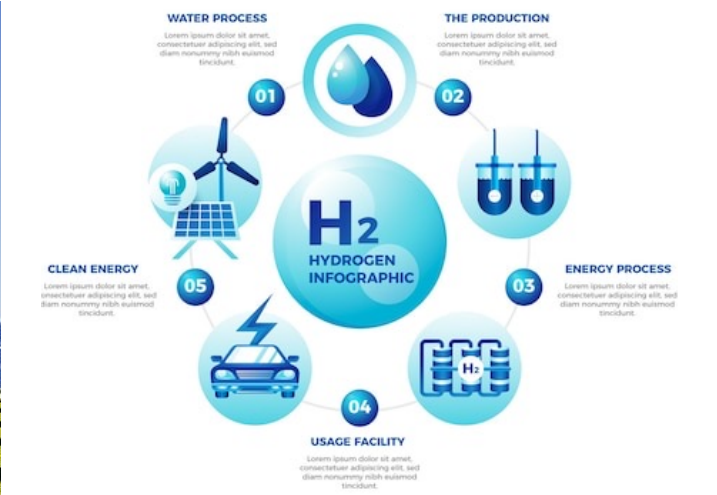 WATER PROCESS
Lorem ipsum dolor sit amet,
consectetuer adipiscing elit, sed
diam nonummy nibh euismod
tincidunt.
THE PRODUCTION
Lorem ipsum dolor sit amet,
consectetuer adipiscing elit, sed
diam nonummy nibh euismod
tincidunt.
01
02
H2
HYDROGEN
INFOGRAPHIC
CLEAN ENERGY
Lorem ipsum dolor sit amet,
consectetuer adipiscing elit, sed
diam nonummy nibh euismod
tincidunt.
05
03
ENERGY PROCESS
Lorem ipsum dolor sit amet,
consectetuer adipiscing elit, sed
diam nonummy nibh euismod
tincidunt.
H2
04
USAGE FACILITY
Lorem ipsum dolor sit amet,
consectetuer adipiscing elit, sed
diam nonummy nibh euismod
tincidunt.